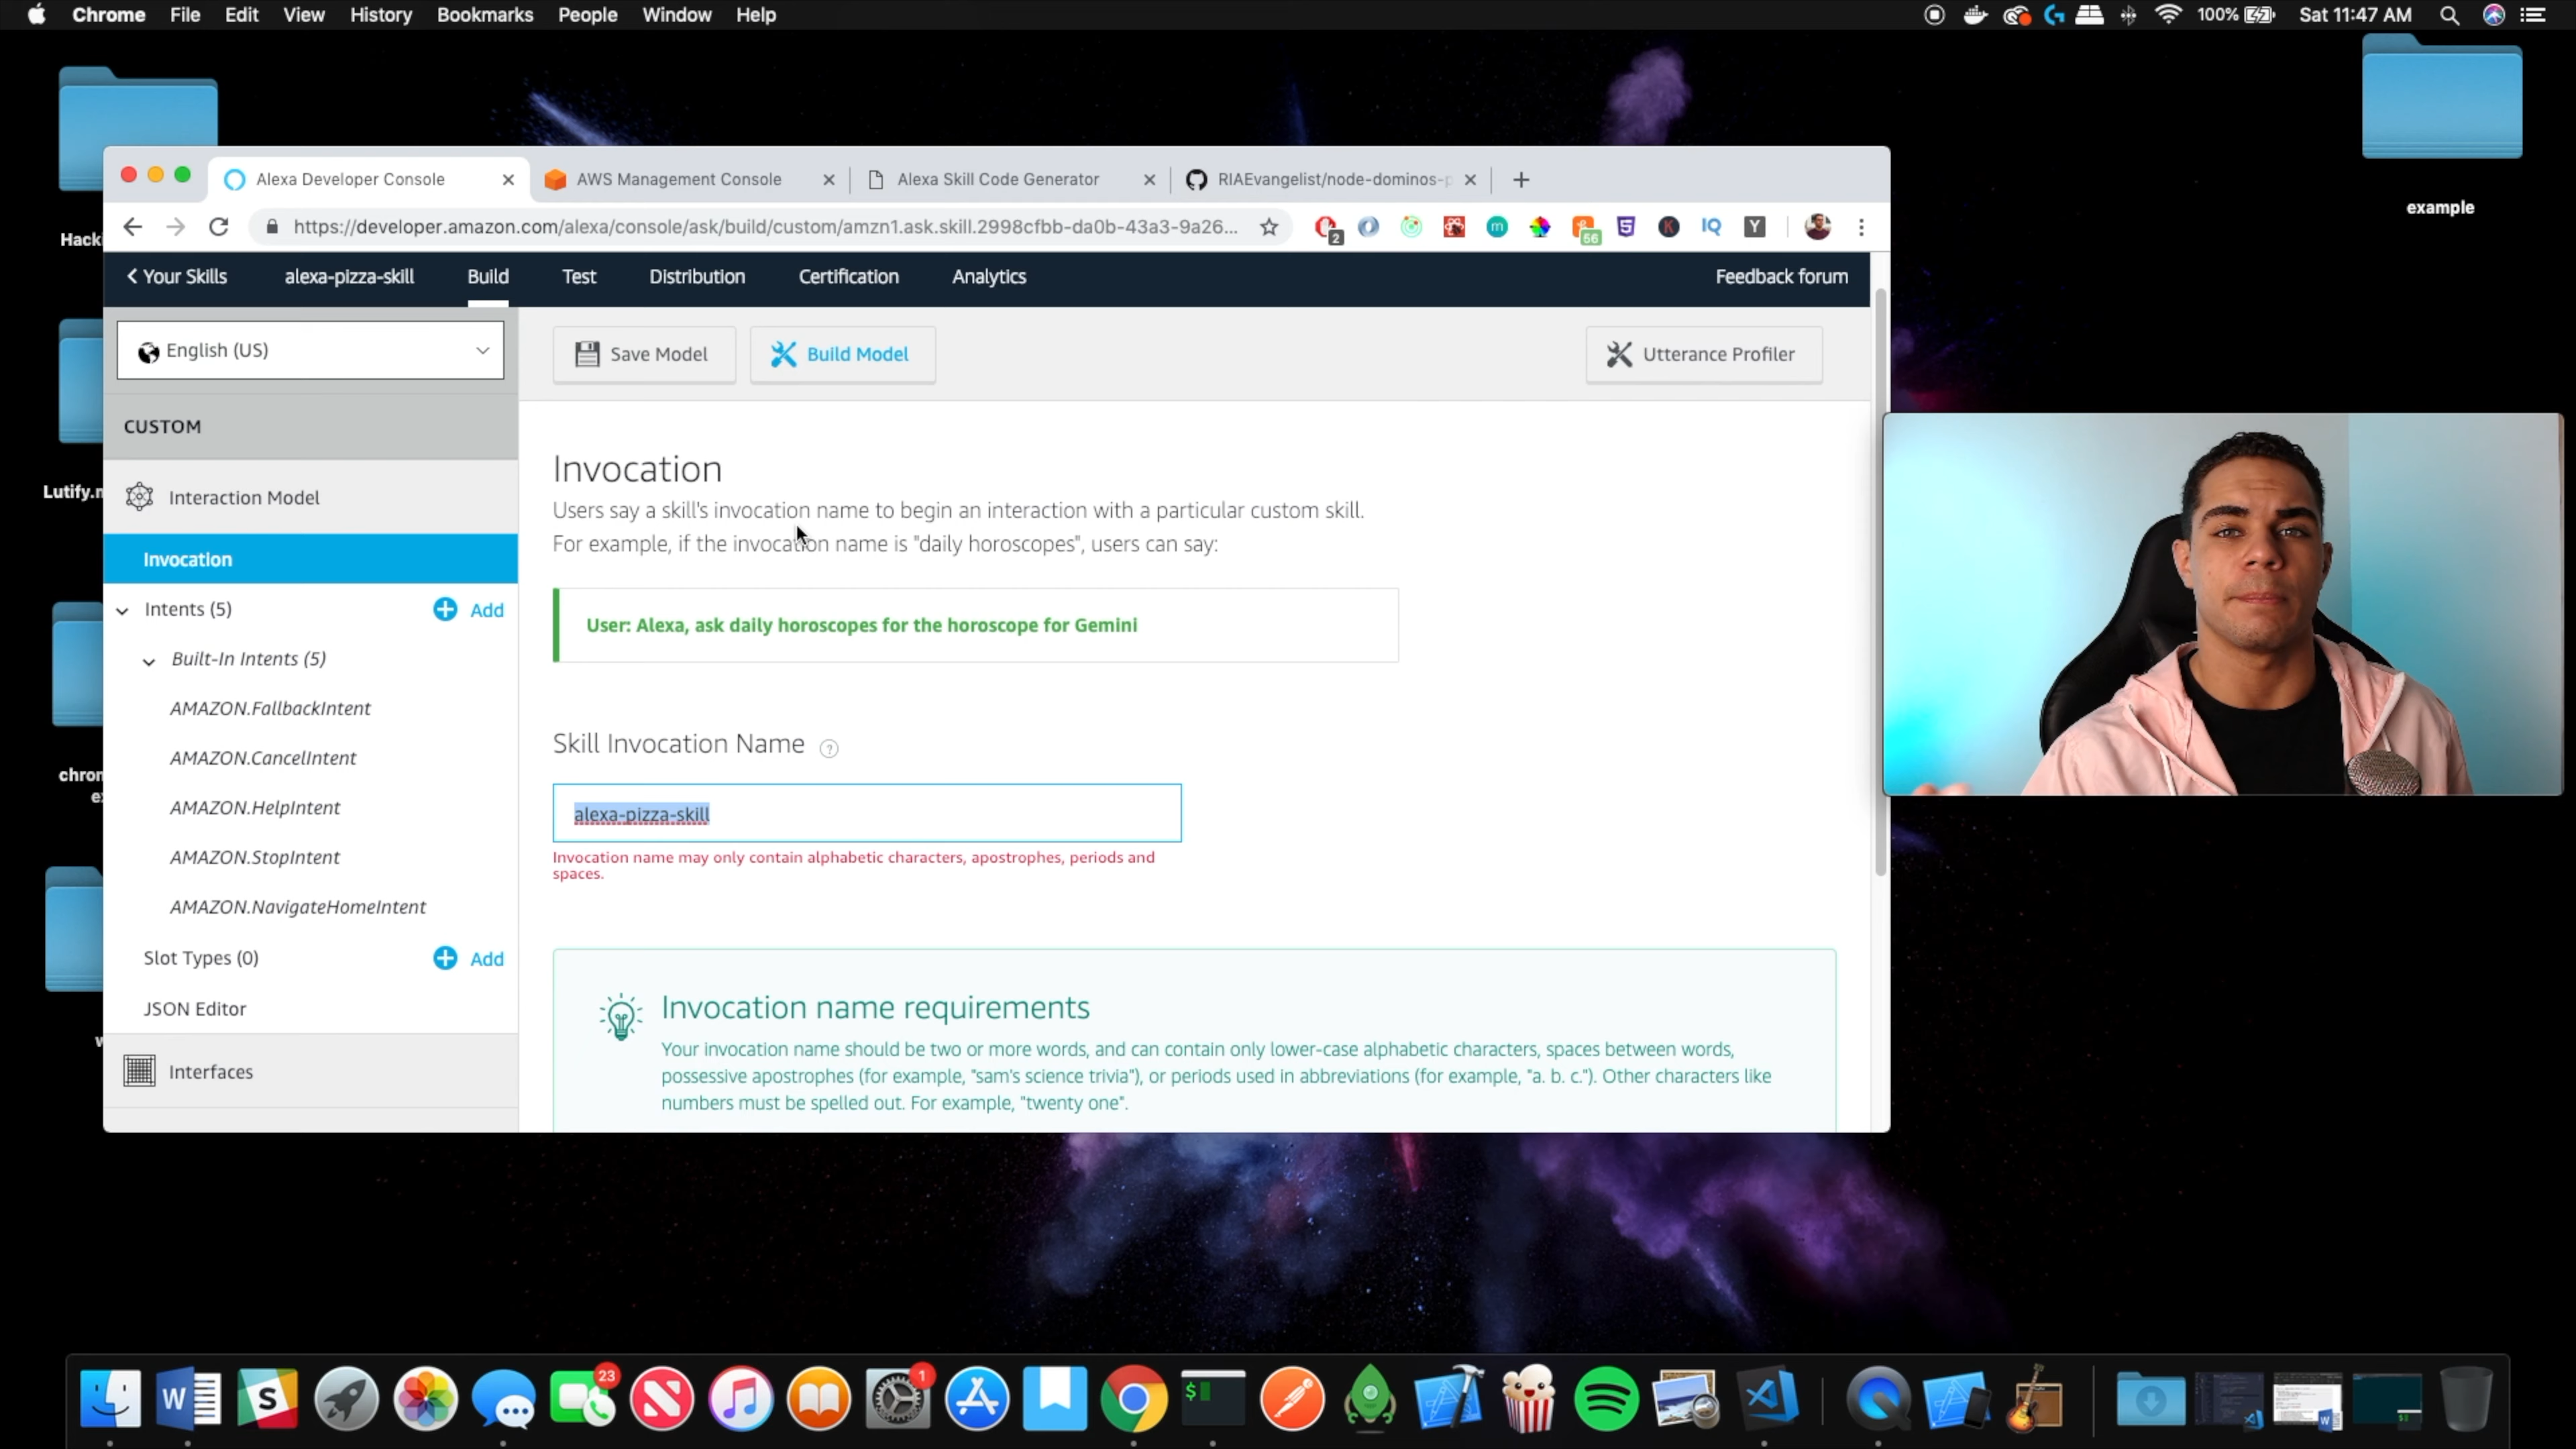 Chrome File Edit View History Bookmarks People Window Help
100% Sat 11:47 AM
Alexa Developer Console
AWS Management Console
Alexa Skill Code Generator
RIAEvangelist/node-dominos-p
https://developer.amazon.com/alexa/console/ask/build/custom/amzn1.ask.skill.2998cfbb-da0b-43a3-9a26...
2
m
56
K
IQ
Y
Your Skills
alexa-pizza-skill
Build
Test
Distribution
Certification
Analytics
Feedback forum
English (US)
Save Model
Build Model
Utterance Profiler
CUSTOM
Interaction Model
Invocation
Intents (5)
Add
Built-In Intents (5)
AMAZON.FallbackIntent
AMAZON.CancelIntent
AMAZON.HelpIntent
AMAZON.StopIntent
AMAZON.NavigateHomeIntent
Slot Types (0)
Add
JSON Editor
Interfaces
Invocation
Users say a skill's invocation name to begin an interaction with a particular custom skill.
For example, if the invocation name is "daily horoscopes", users can say:
User: Alexa, ask daily horoscopes for the horoscope for Gemini
Skill Invocation Name ?
alexa-pizza-skill
Invocation name may only contain alphabetic characters, apostrophes, periods and
spaces.
Invocation name requirements
Your invocation name should be two or more words, and can contain only lower-case alphabetic characters, spaces between words,
possessive apostrophes (for example, "sam's science trivia"), or periods used in abbreviations (for example, "a. b. c."). Other characters like
numbers must be spelled out. For example, "twenty one".
Hacki
Lutify.m
chron
example
W
S
23
1
$